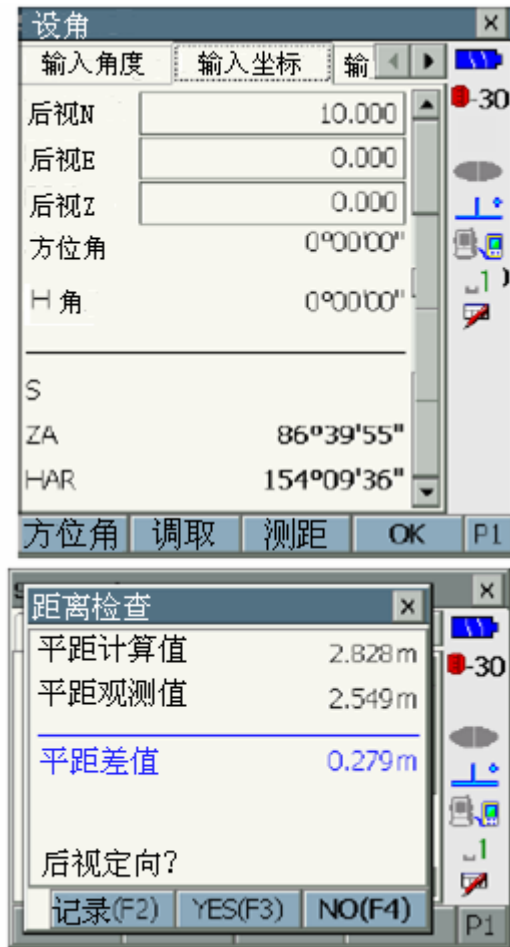 设角
输入角度 输入坐标 输
-30
后视N 10.000
后视E 0.000
后视Z 0.000
方位角 0°00'00"
H 角 0°00'00"
1
S
ZA 86°39'55"
HAR 154°09'36"
方位角 调取 测距 OK P1
距离检查
平距计算值 2.828m
-30
平距观测值 2.549m
平距差值 0.279m
1
后视定向?
记录(F2) YES(F3) NO(F4)
P1